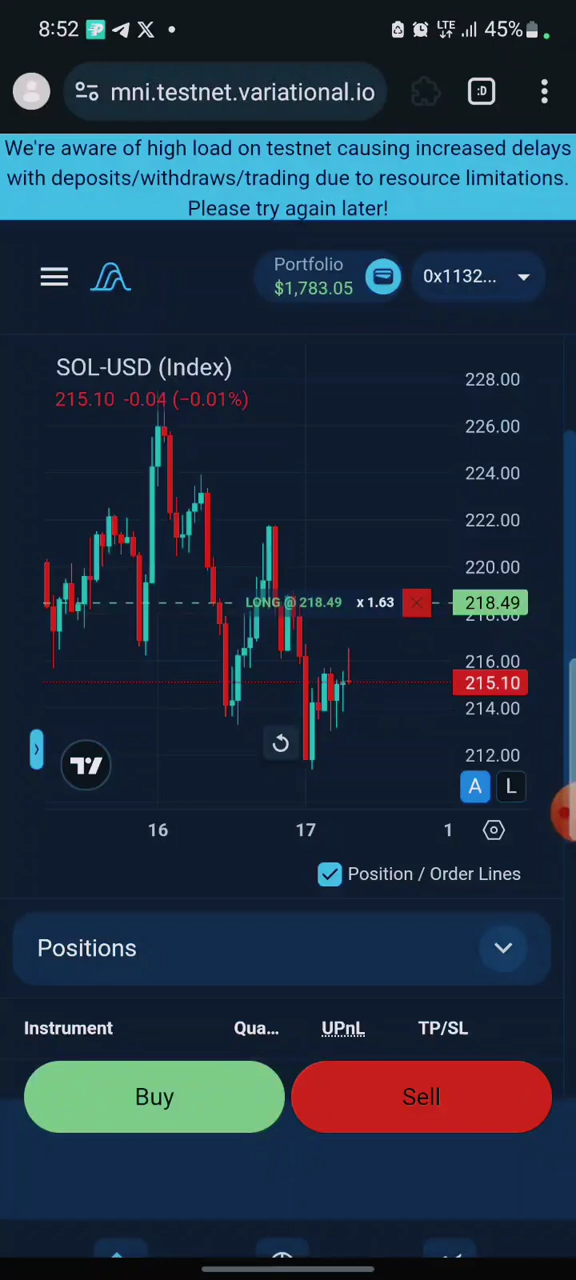 8:52
LTE
45%
mni.testnet.variational.io
:D
We're aware of high load on testnet causing increased delays
with deposits/withdraws/trading due to resource limitations.
Please try again later!
Portfolio
$1,783.05
0x1132...
SOL-USD (Index)
215.10 -0.04 (−0.01%)
228.00
226.00
224.00
222.00
220.00
LONG @ 218.49 x 1.63
218.49
218.00
216.00
215.10
214.00
212.00
A
L
16
17
1
Position / Order Lines
Positions
Instrument
Qua...
UPnL
TP/SL
Buy
Sell